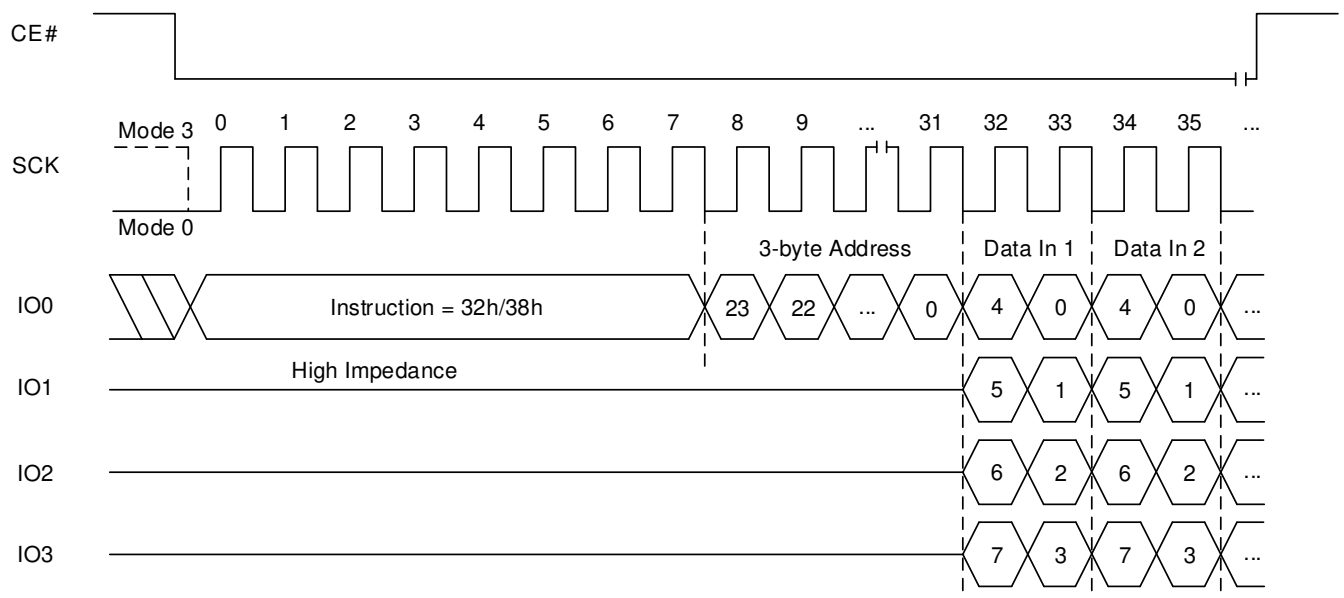 CE#
Mode 3 0 1 2 3 4 5 6 7 8 9 ... 31 32 33 34 35 ...
SCK
Mode 0
3-byte Address Data In 1 Data In 2
IO0 Instruction = 32h/38h 23 22 ... 0 4 0 4 0 ...
High Impedance
IO1 5 1 5 1 ...
IO2 6 2 6 2 ...
IO3 7 3 7 3 ...